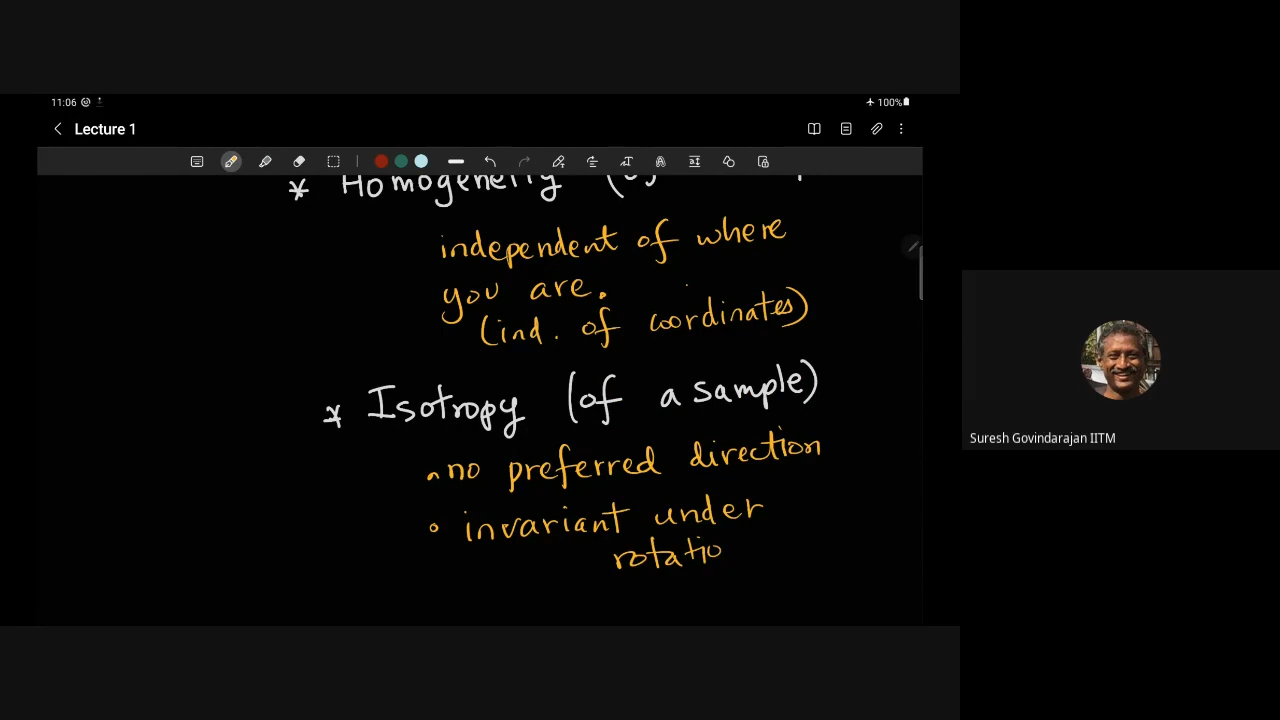 11:06
100%
Lecture 1
* Homogeneity (of
independent of where
you are.
(ind. of coordinates)
* Isotropy (of a sample)
no preferred direction
invariant under
rotatio
Suresh Govindarajan IITM